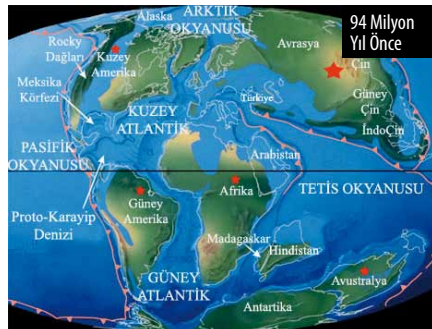 94 Milyon
Yıl Önce
Alaska
ARKTİK
OKYANUSU
Rocky
Dağları
Kuzey
Amerika
Avrasya
Çin
Meksika
Körfezi
KUZEY
ATLANTİK
Türkiye
Güney
Çin
İndoÇin
PASİFİK
OKYANUSU
Arabistan
TETİS OKYANUSU
Afrika
Proto-Karayip
Denizi
Güney
Amerika
Madagaskar
Hindistan
GÜNEY
ATLANTİK
Avustralya
Antartika